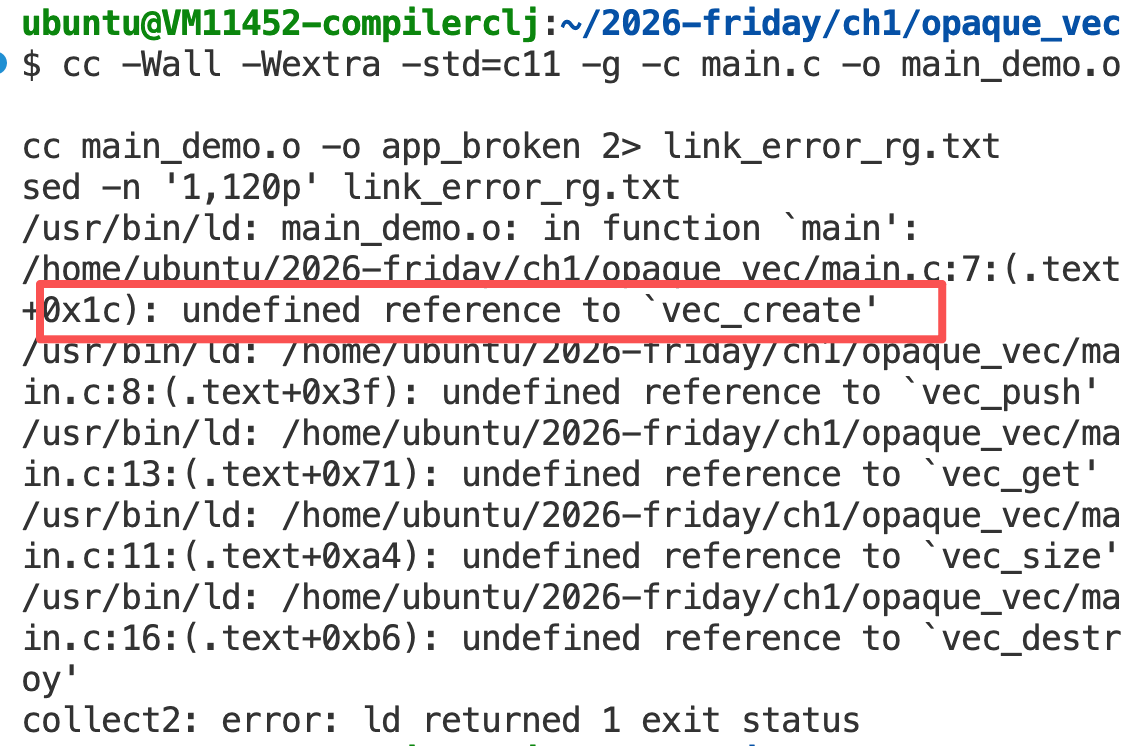 ubuntu@VM11452-compilerclj:~/2026-friday/ch1/opaque_vec
$ cc -Wall -Wextra -std=c11 -g -c main.c -o main_demo.o
cc main_demo.o -o app_broken 2> link_error_rg.txt
sed -n '1,120p' link_error_rg.txt
/usr/bin/ld: main_demo.o: in function `main':
/home/ubuntu/2026-friday/ch1/opaque_vec/main.c:7:(.text
+0x1c): undefined reference to `vec_create'
/usr/bin/ld: /home/ubuntu/2026-friday/ch1/opaque_vec/ma
in.c:8:(.text+0x3f): undefined reference to `vec_push'
/usr/bin/ld: /home/ubuntu/2026-friday/ch1/opaque_vec/ma
in.c:13:(.text+0x71): undefined reference to `vec_get'
/usr/bin/ld: /home/ubuntu/2026-friday/ch1/opaque_vec/ma
in.c:11:(.text+0xa4): undefined reference to `vec_size'
/usr/bin/ld: /home/ubuntu/2026-friday/ch1/opaque_vec/ma
in.c:16:(.text+0xb6): undefined reference to `vec_destr
oy'
collect2: error: ld returned 1 exit status